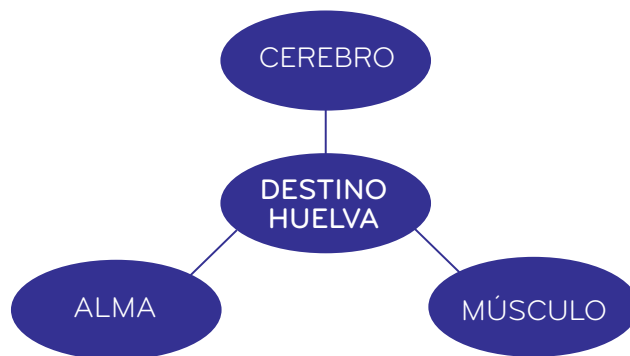 CEREBRO
DESTINO
HUELVA
ALMA
MÚSCULO